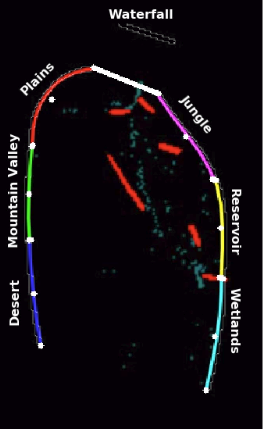 Waterfall
Plains
Jungle
Mountain Valley
Reservoir
Desert
Wetlands